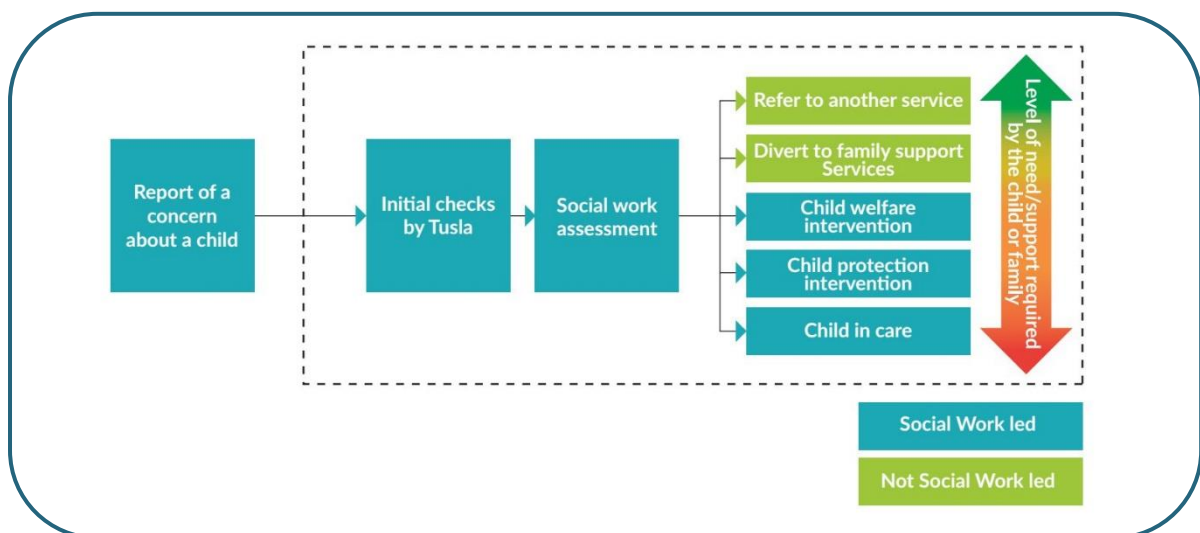 Report of a
concern
about a child
Initial checks
by Tusla
Social work
assessment
Refer to another service
Divert to family support
Services
Child welfare
intervention
Child protection
intervention
Child in care
Level of need/support required
by the child or family
Social Work led
Not Social Work led